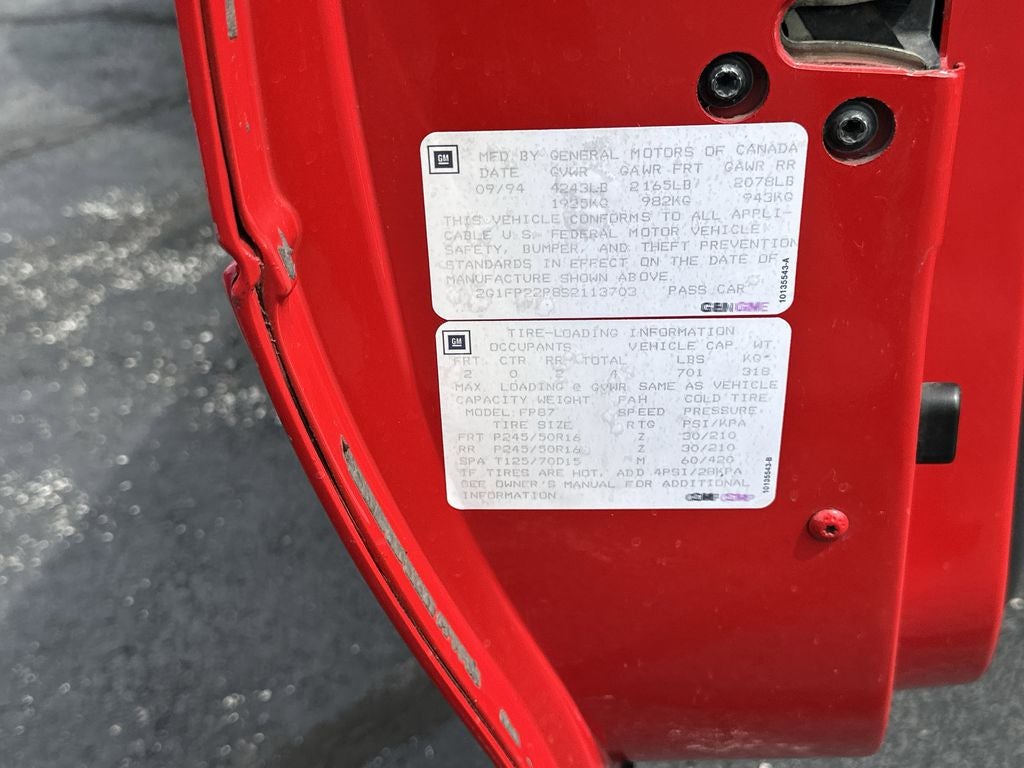 GM MFD BY GENERAL MOTORS OF CANADA
DATE GVWR GAWR FRT GAWR RR
09/94 4243LB 2165LB 2078LB
1925KG 982KG 943KG
THIS VEHICLE CONFORMS TO ALL APPLI-
CABLE U.S. FEDERAL MOTOR VEHICLE
SAFETY, BUMPER, AND THEFT PREVENTION
STANDARDS IN EFFECT ON THE DATE OF
MANUFACTURE SHOWN ABOVE.
2G1FP22P8S2113703 PASS CAR
GENGME
10135543-A
GM TIRE-LOADING INFORMATION
OCCUPANTS VEHICLE CAP. WT.
FRT CTR RR TOTAL LBS KG
2 0 2 4 701 318
MAX. LOADING @ GVWR SAME AS VEHICLE
CAPACITY WEIGHT FAH COLD TIRE
MODEL:FP87 SPEED PRESSURE
TIRE SIZE RTG PSI/KPA
FRT P245/50R16 Z 30/210
RR P245/50R16 Z 30/210
SPA T125/70D15 M 60/420
IF TIRES ARE HOT, ADD 4PSI/28KPA
SEE OWNER'S MANUAL FOR ADDITIONAL
INFORMATION
10135543-B